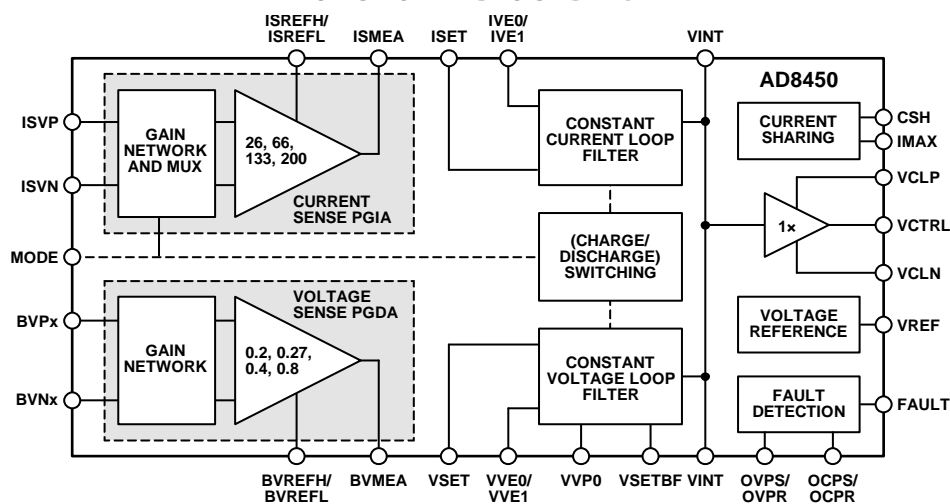 ISREFH/
ISREFL
ISMEA
ISET
IVE0/
IVE1
VINT
AD8450
ISVP
ISVN
MODE
BVPx
BVNx
GAIN
NETWORK
AND MUX
26, 66,
133, 200
CURRENT
SENSE PGIA
CONSTANT
CURRENT LOOP
FILTER
(CHARGE/
DISCHARGE)
SWITCHING
VOLTAGE
SENSE PGDA
GAIN
NETWORK
0.2, 0.27,
0.4, 0.8
CONSTANT
VOLTAGE LOOP
FILTER
CURRENT
SHARING
1×
VOLTAGE
REFERENCE
FAULT
DETECTION
CSH
IMAX
VCLP
VCTRL
VCLN
VREF
FAULT
BVREFH/
BVREFL
BVMEA
VSET
VVE0/
VVE1
VVP0
VSETBF
VINT
OVPS/
OVPR
OCPS/
OCPR